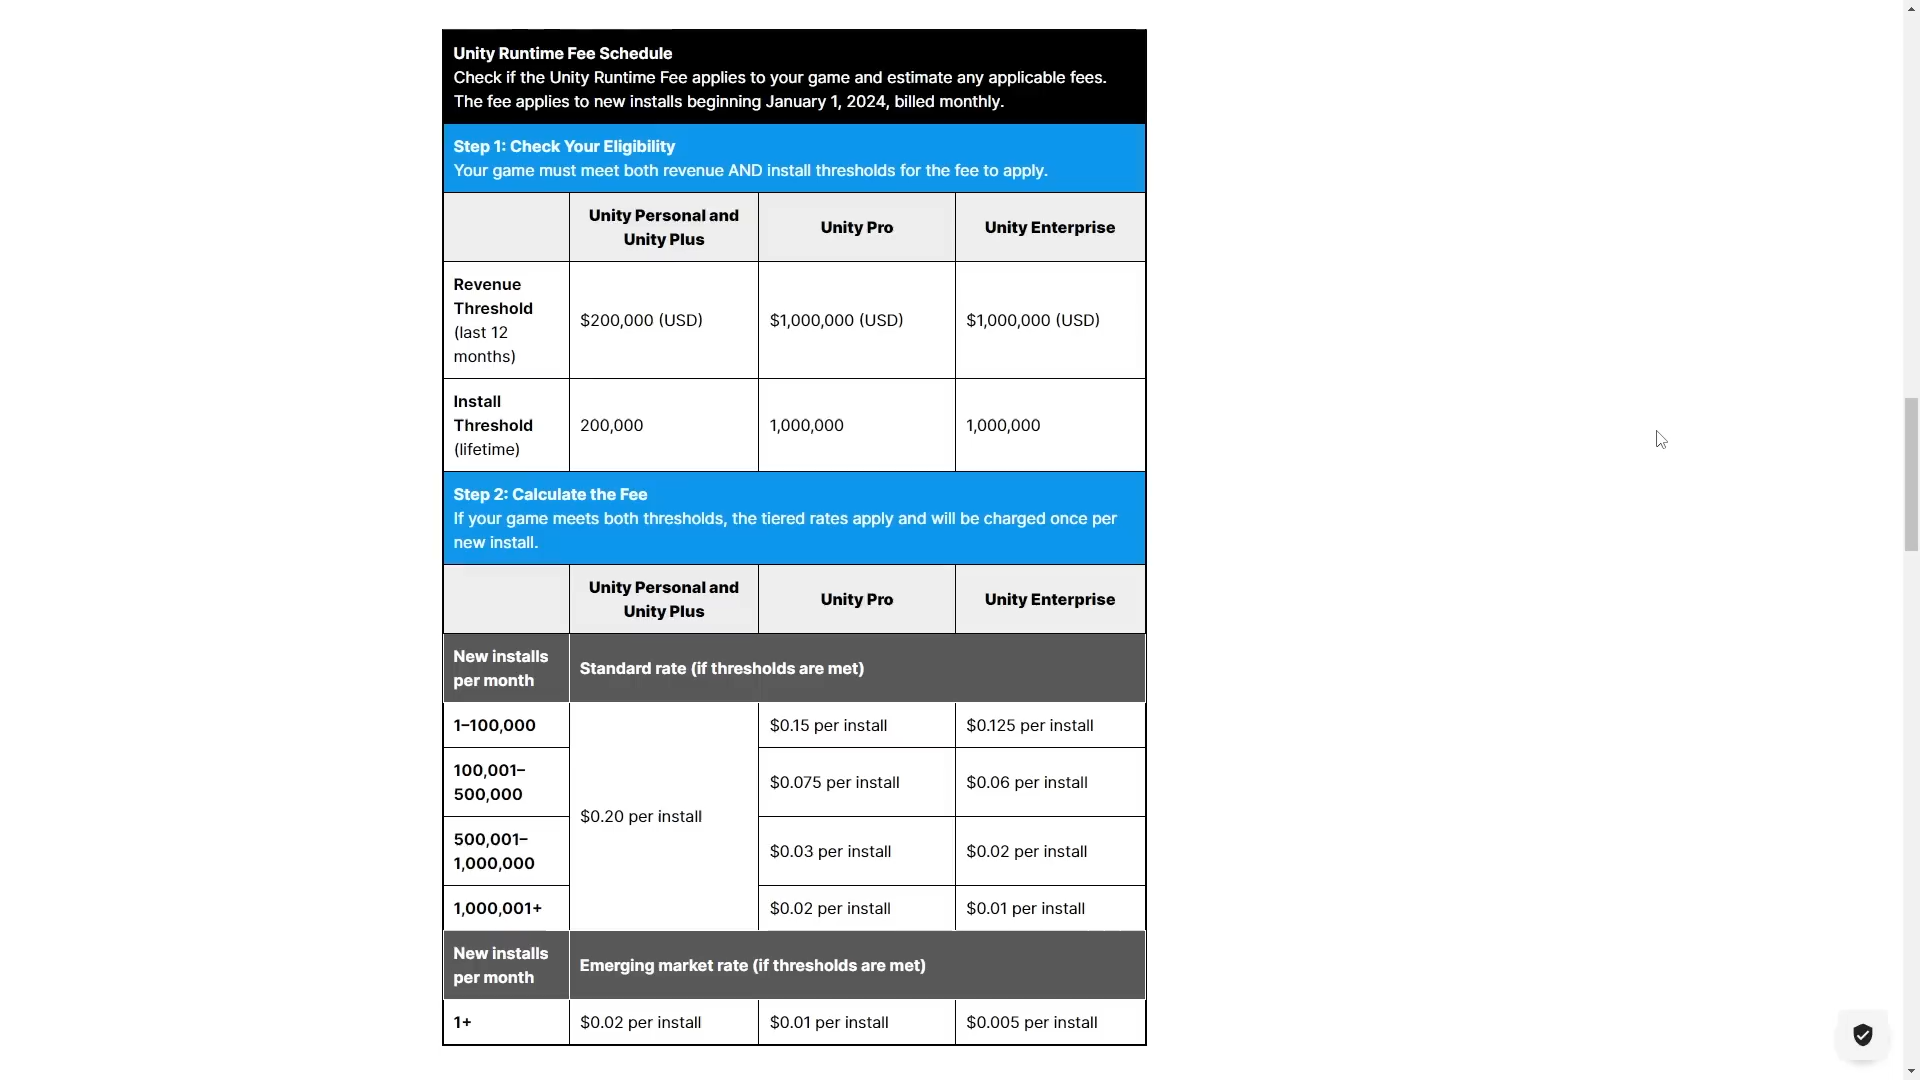 Unity Runtime Fee Schedule
Check if the Unity Runtime Fee applies to your game and estimate any applicable fees.
The fee applies to new installs beginning January 1, 2024, billed monthly.
Step 1: Check Your Eligibility
Your game must meet both revenue AND install thresholds for the fee to apply.
Unity Personal and
Unity Plus
Unity Pro
Unity Enterprise
Revenue
Threshold
(last 12
months)
$200,000 (USD)
$1,000,000 (USD)
$1,000,000 (USD)
Install
Threshold
(lifetime)
200,000
1,000,000
1,000,000
Step 2: Calculate the Fee
If your game meets both thresholds, the tiered rates apply and will be charged once per
new install.
Unity Personal and
Unity Plus
Unity Pro
Unity Enterprise
New installs
per month
Standard rate (if thresholds are met)
1–100,000
$0.20 per install
$0.15 per install
$0.125 per install
100,001–
500,000
$0.075 per install
$0.06 per install
500,001–
1,000,000
$0.03 per install
$0.02 per install
1,000,001+
$0.02 per install
$0.01 per install
New installs
per month
Emerging market rate (if thresholds are met)
1+
$0.02 per install
$0.01 per install
$0.005 per install